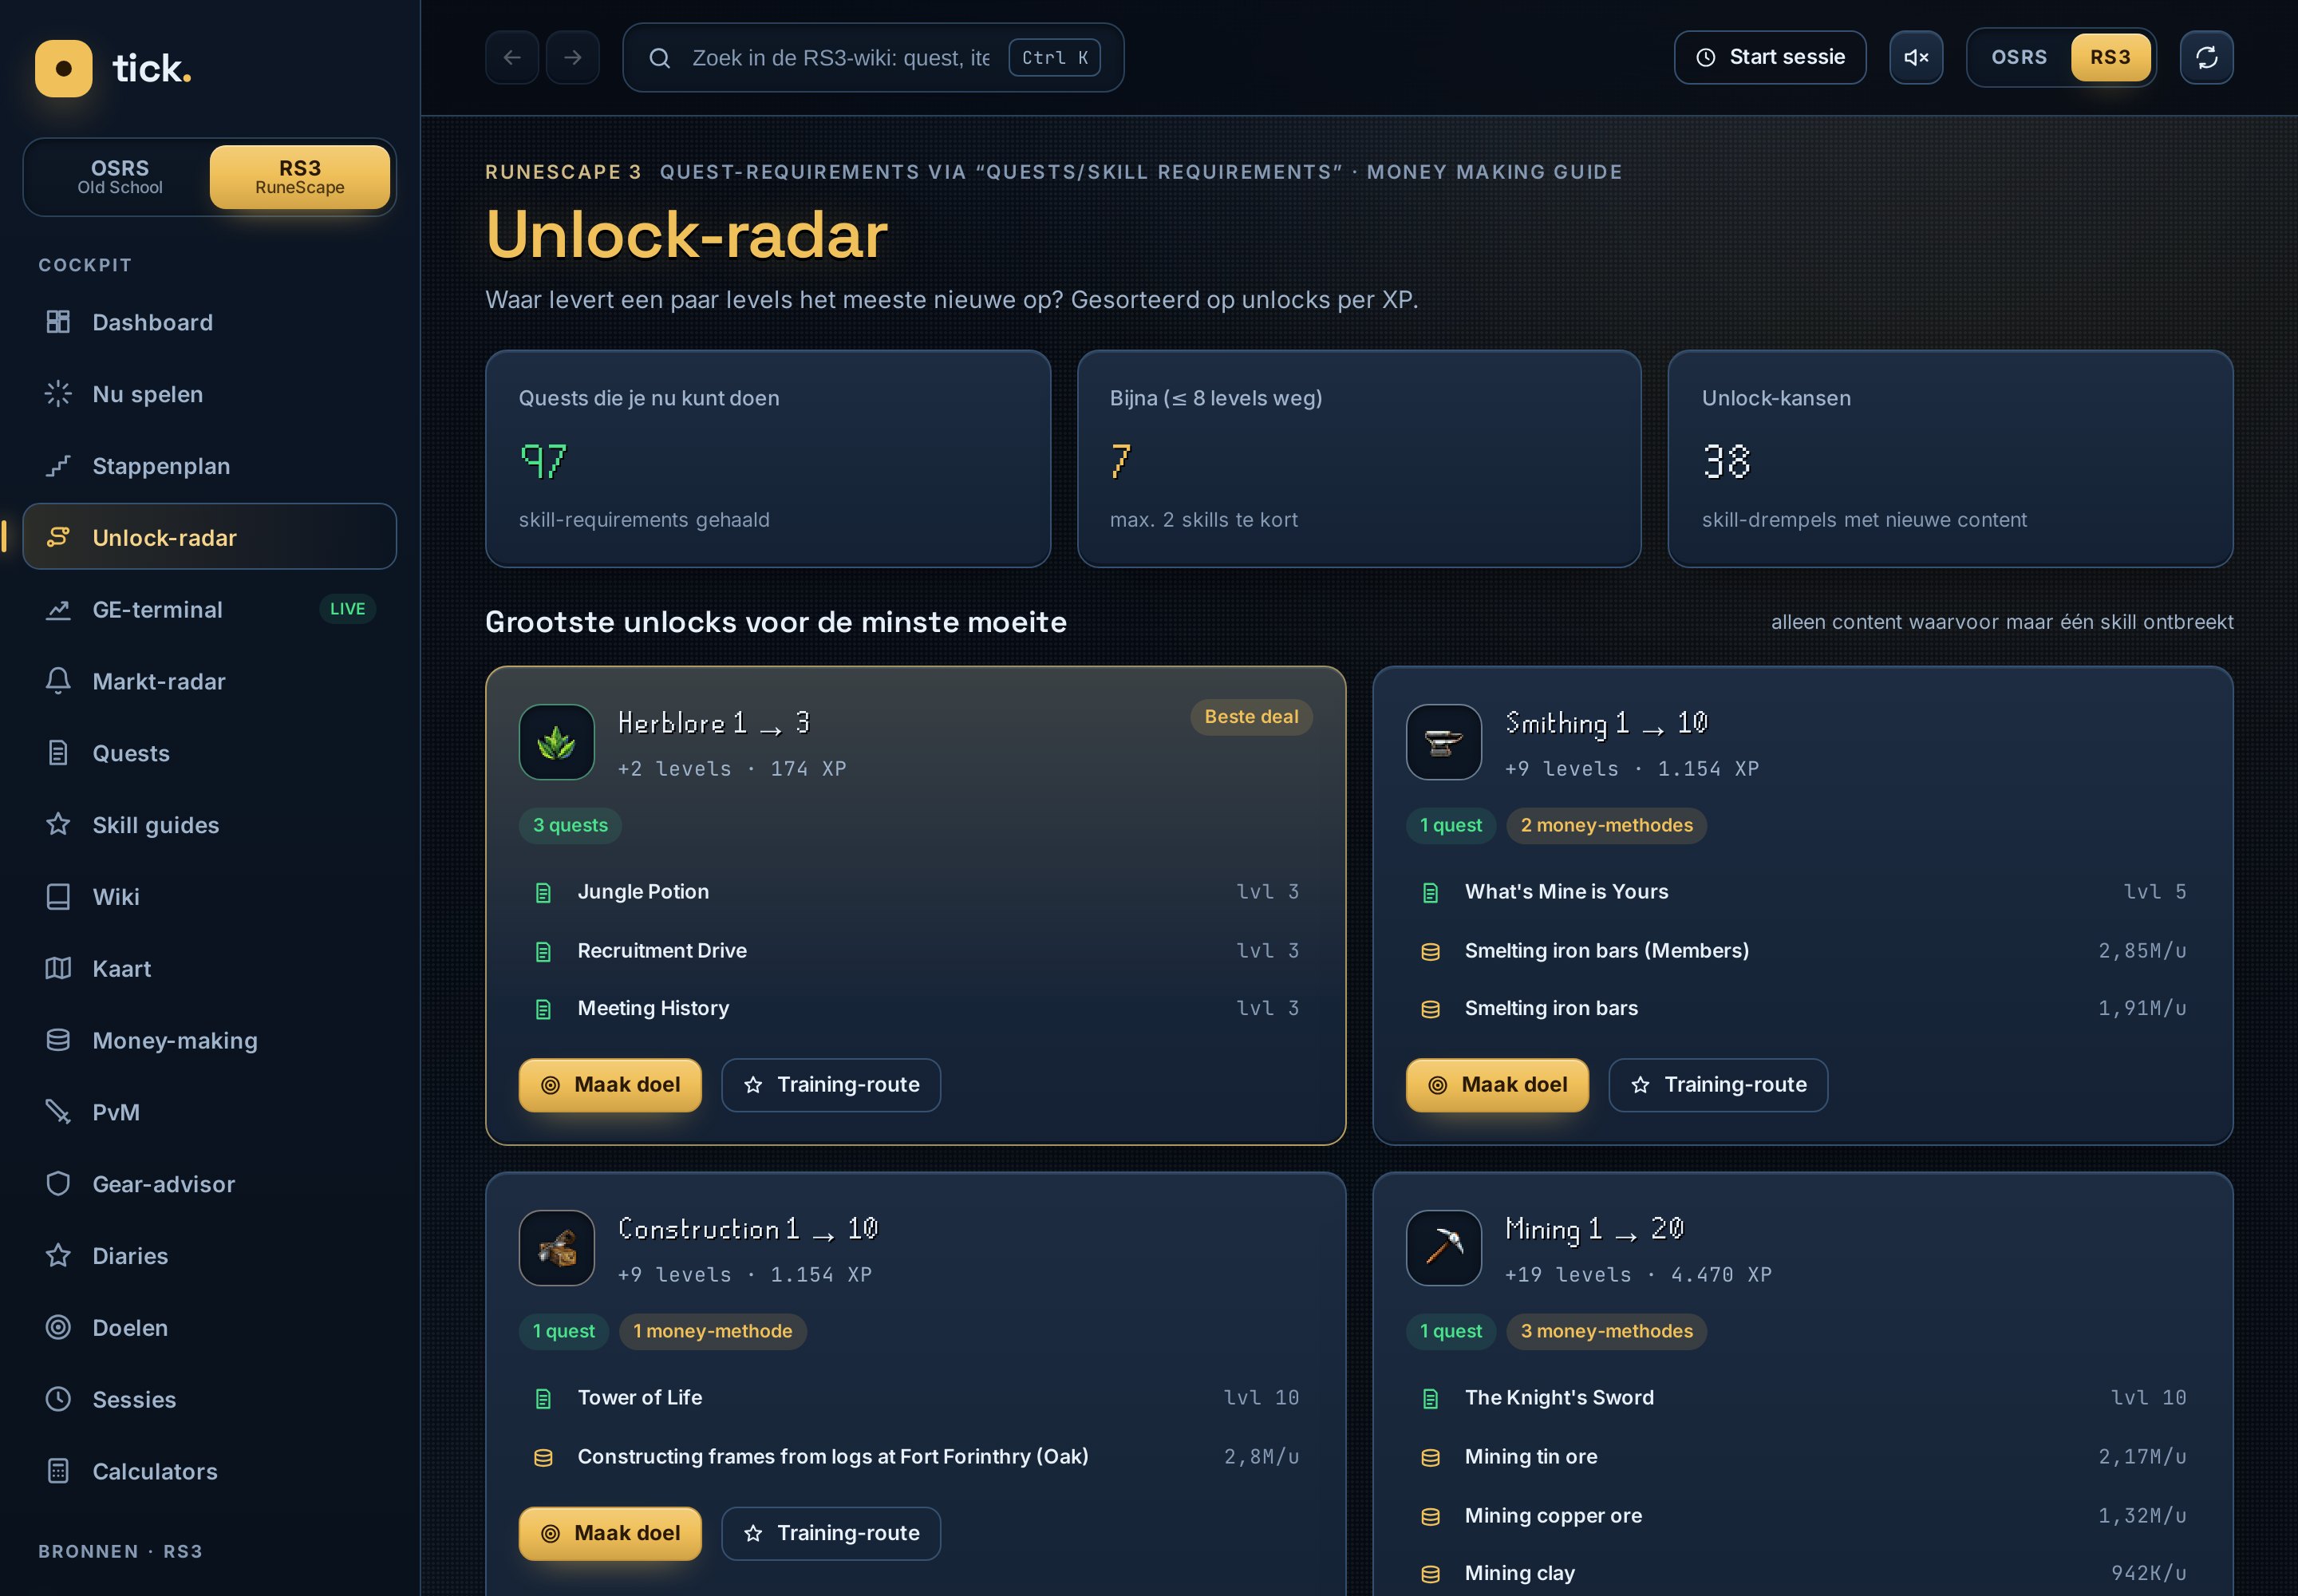 tick.
OSRS
Old School
RS3
RuneScape
COCKPIT
Dashboard
Nu spelen
Stappenplan
Unlock-radar
GE-terminal LIVE
Markt-radar
Quests
Skill guides
Wiki
Kaart
Money-making
PvM
Gear-advisor
Diaries
Doelen
Sessies
Calculators
BRONNEN · RS3
Zoek in de RS3-wiki: quest, ite Ctrl K
Start sessie
OSRS RS3
RUNESCAPE 3 QUEST-REQUIREMENTS VIA “QUESTS/SKILL REQUIREMENTS” · MONEY MAKING GUIDE
Unlock-radar
Waar levert een paar levels het meeste nieuwe op? Gesorteerd op unlocks per XP.
Quests die je nu kunt doen
97
skill-requirements gehaald
Bijna (≤ 8 levels weg)
7
max. 2 skills te kort
Unlock-kansen
38
skill-drempels met nieuwe content
Grootste unlocks voor de minste moeite
alleen content waarvoor maar één skill ontbreekt
Herblore 1 → 3
Beste deal
+2 levels · 174 XP
3 quests
Jungle Potion lvl 3
Recruitment Drive lvl 3
Meeting History lvl 3
Maak doel Training-route
Smithing 1 → 10
+9 levels · 1.154 XP
1 quest 2 money-methodes
What's Mine is Yours lvl 5
Smelting iron bars (Members) 2,85M/u
Smelting iron bars 1,91M/u
Maak doel Training-route
Construction 1 → 10
+9 levels · 1.154 XP
1 quest 1 money-methode
Tower of Life lvl 10
Constructing frames from logs at Fort Forinthry (Oak) 2,8M/u
Maak doel Training-route
Mining 1 → 20
+19 levels · 4.470 XP
1 quest 3 money-methodes
The Knight's Sword lvl 10
Mining tin ore 2,17M/u
Mining copper ore 1,32M/u
Mining clay 942K/u